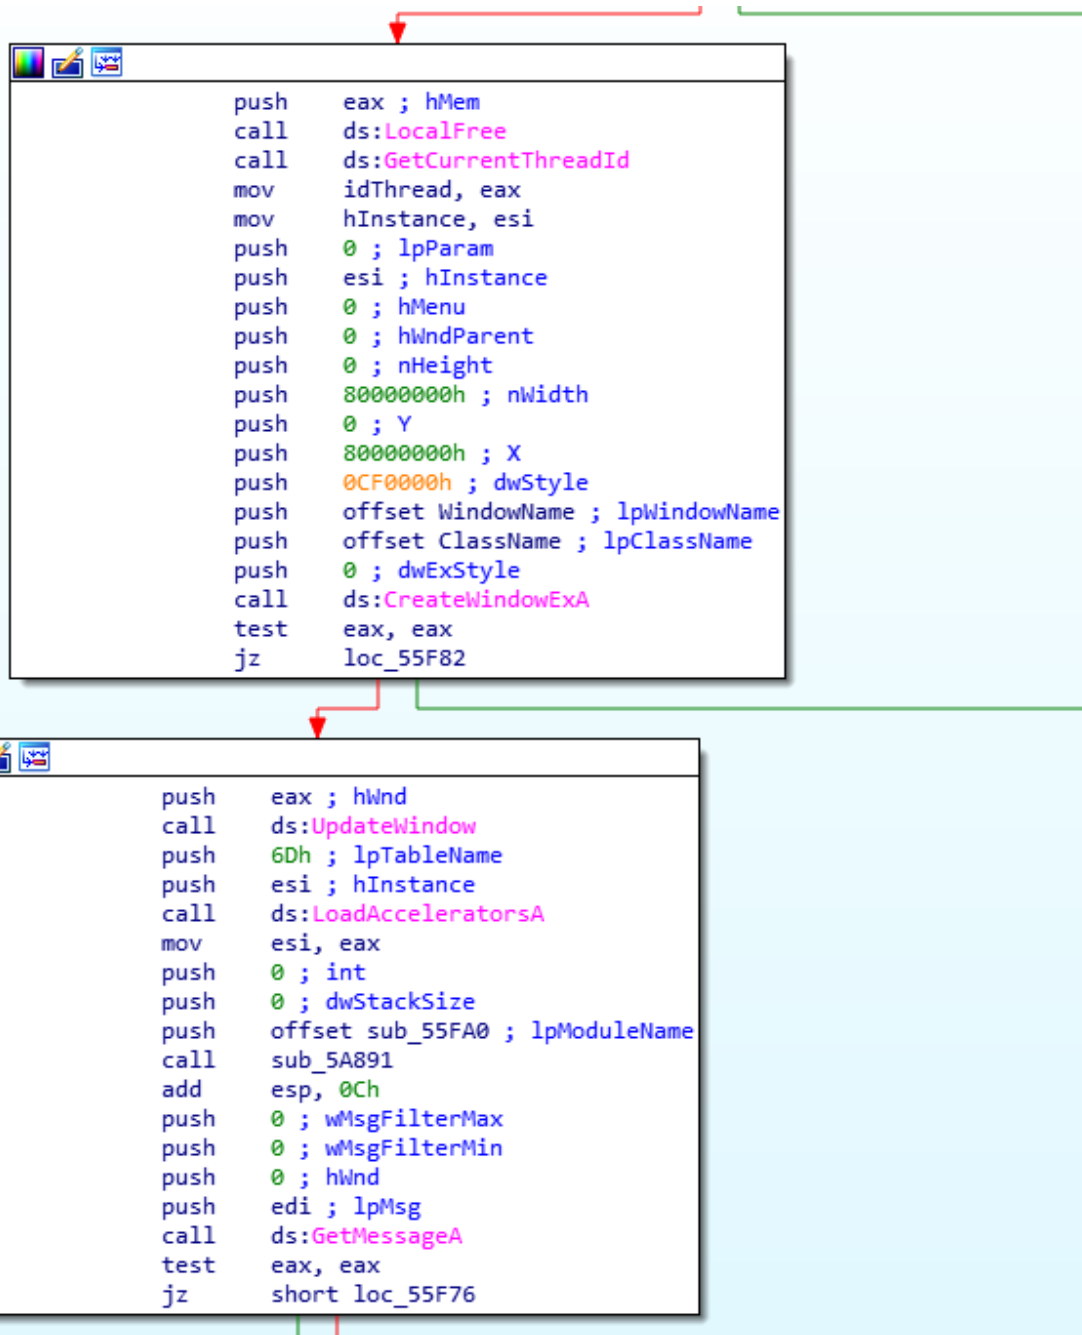 push eax ; hMem
call ds:LocalFree
call ds:GetCurrentThreadId
mov idThread, eax
mov hInstance, esi
push 0 ; lpParam
push esi ; hInstance
push 0 ; hMenu
push 0 ; hWndParent
push 0 ; nHeight
push 80000000h ; nWidth
push 0 ; Y
push 80000000h ; X
push 0CF0000h ; dwStyle
push offset WindowName ; lpWindowName
push offset ClassName ; lpClassName
push 0 ; dwExStyle
call ds:CreateWindowExA
test eax, eax
jz loc_55F82
push eax ; hWnd
call ds:UpdateWindow
push 6Dh ; lpTableName
push esi ; hInstance
call ds:LoadAcceleratorsA
mov esi, eax
push 0 ; int
push 0 ; dwStackSize
push offset sub_55FA0 ; lpModuleName
call sub_5A891
add esp, 0Ch
push 0 ; wMsgFilterMax
push 0 ; wMsgFilterMin
push 0 ; hWnd
push edi ; lpMsg
call ds:GetMessageA
test eax, eax
jz short loc_55F76